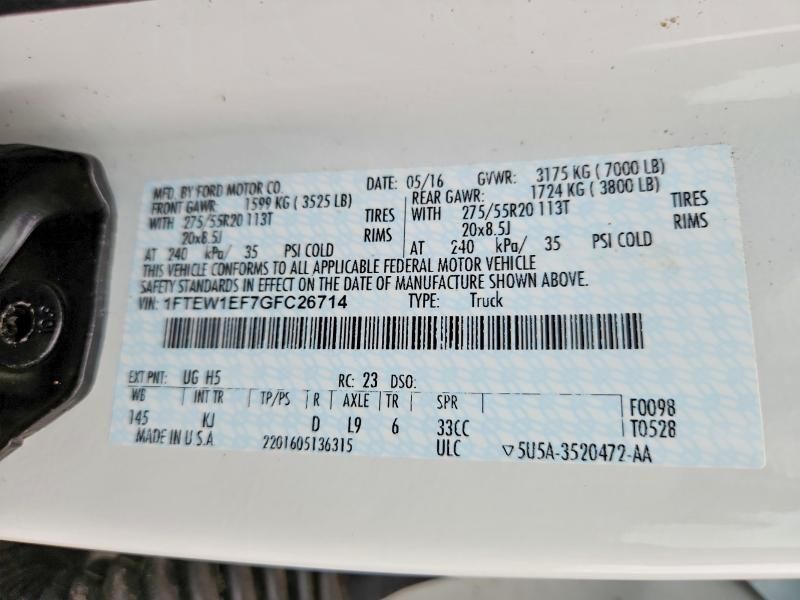 MFD. BY FORD MOTOR CO. DATE: 05/16 GVWR: 3175 KG ( 7000 LB)
FRONT GAWR: 1599 KG ( 3525 LB) REAR GAWR: 1724 KG ( 3800 LB)
WITH 275/55R20 113T TIRES WITH 275/55R20 113T TIRES
20x8.5J RIMS 20x8.5J RIMS
AT 240 kPa/ 35 PSI COLD AT 240 kPa/ 35 PSI COLD
THIS VEHICLE CONFORMS TO ALL APPLICABLE FEDERAL MOTOR VEHICLE
SAFETY STANDARDS IN EFFECT ON THE DATE OF MANUFACTURE SHOWN ABOVE.
VIN: 1FTEW1EF7GFC26714 TYPE: Truck
EXT PNT: UG H5 RC: 23 DSO:
WB INT TR TP/PS R AXLE TR SPR F0098
145 KJ D L9 6 33CC T0528
MADE IN U.S.A 2201605136315 ULC ▽5U5A-3520472-AA